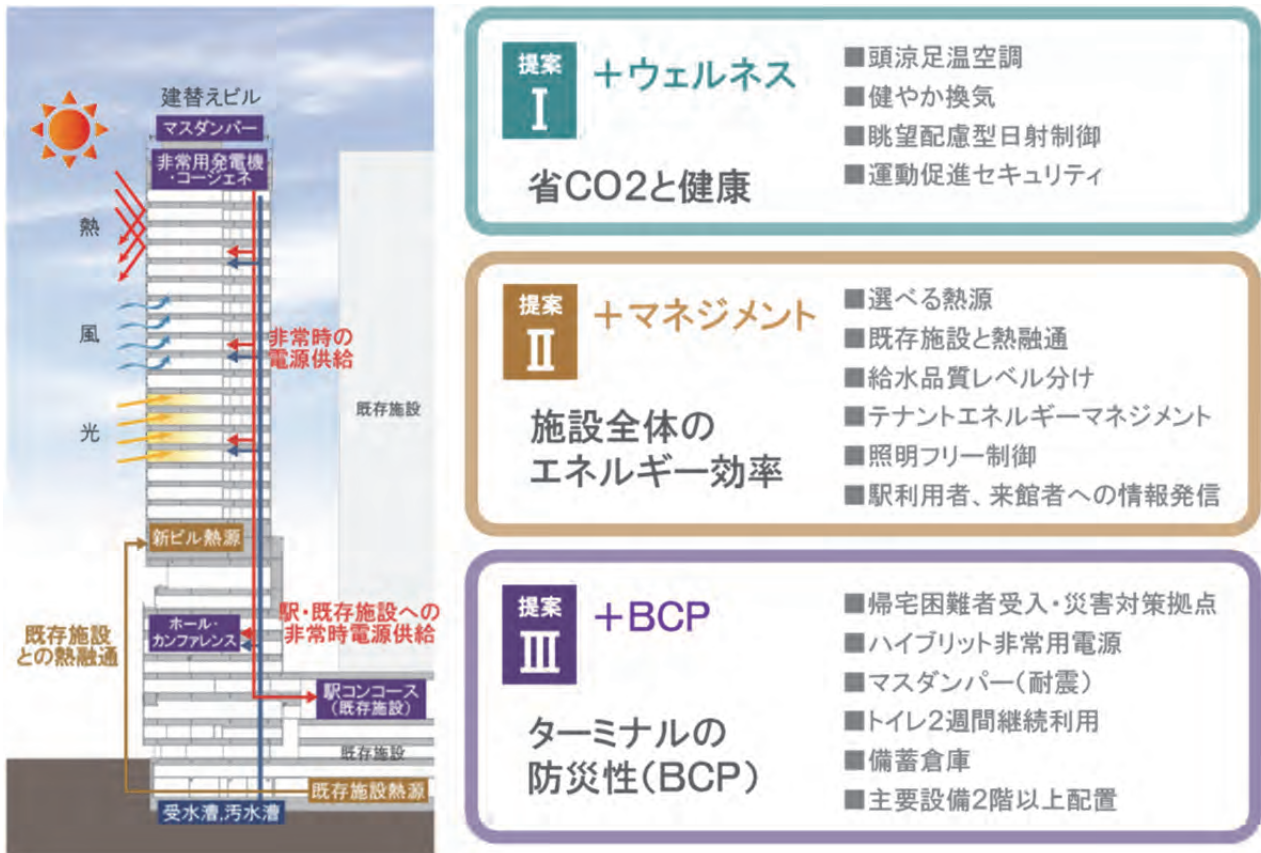 建替えビル
マスダンパー
非常用発電機
・コージェネ
熱
風
光
非常時の
電源供給
既存施設
新ビル熱源
駅・既存施設への
非常時電源供給
ホール・
カンファレンス
既存施設
との熱融通
駅コンコース
(既存施設)
既存施設
既存施設熱源
受水槽,汚水槽
提案
I
+ウェルネス
省CO2と健康
■頭涼足温空調
■健やか換気
■眺望配慮型日射制御
■運動促進セキュリティ
提案
II
+マネジメント
施設全体の
エネルギー効率
■選べる熱源
■既存施設と熱融通
■給水品質レベル分け
■テナントエネルギーマネジメント
■照明フリー制御
■駅利用者、来館者への情報発信
提案
III
+BCP
ターミナルの
防災性(BCP)
■帰宅困難者受入・災害対策拠点
■ハイブリット非常用電源
■マスダンパー(耐震)
■トイレ2週間継続利用
■備蓄倉庫
■主要設備2階以上配置